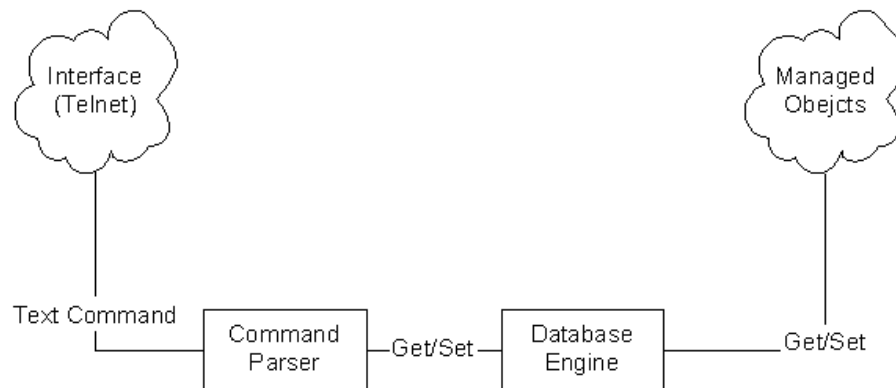 Interface
(Telnet)
Managed
Obejcts
Text Command
Command
Parser
Get/Set
Database
Engine
Get/Set